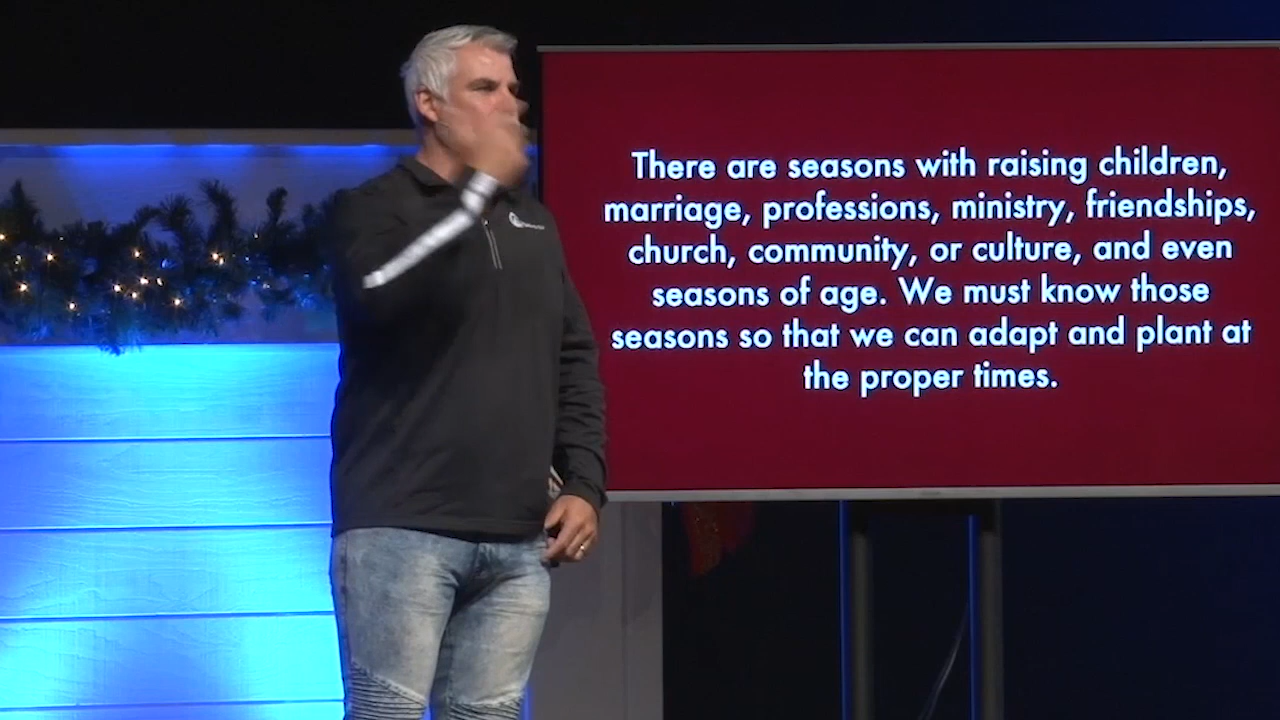 There are seasons with raising children,
marriage, professions, ministry, friendships,
church, community, or culture, and even
seasons of age. We must know those
seasons so that we can adapt and plant at
the proper times.